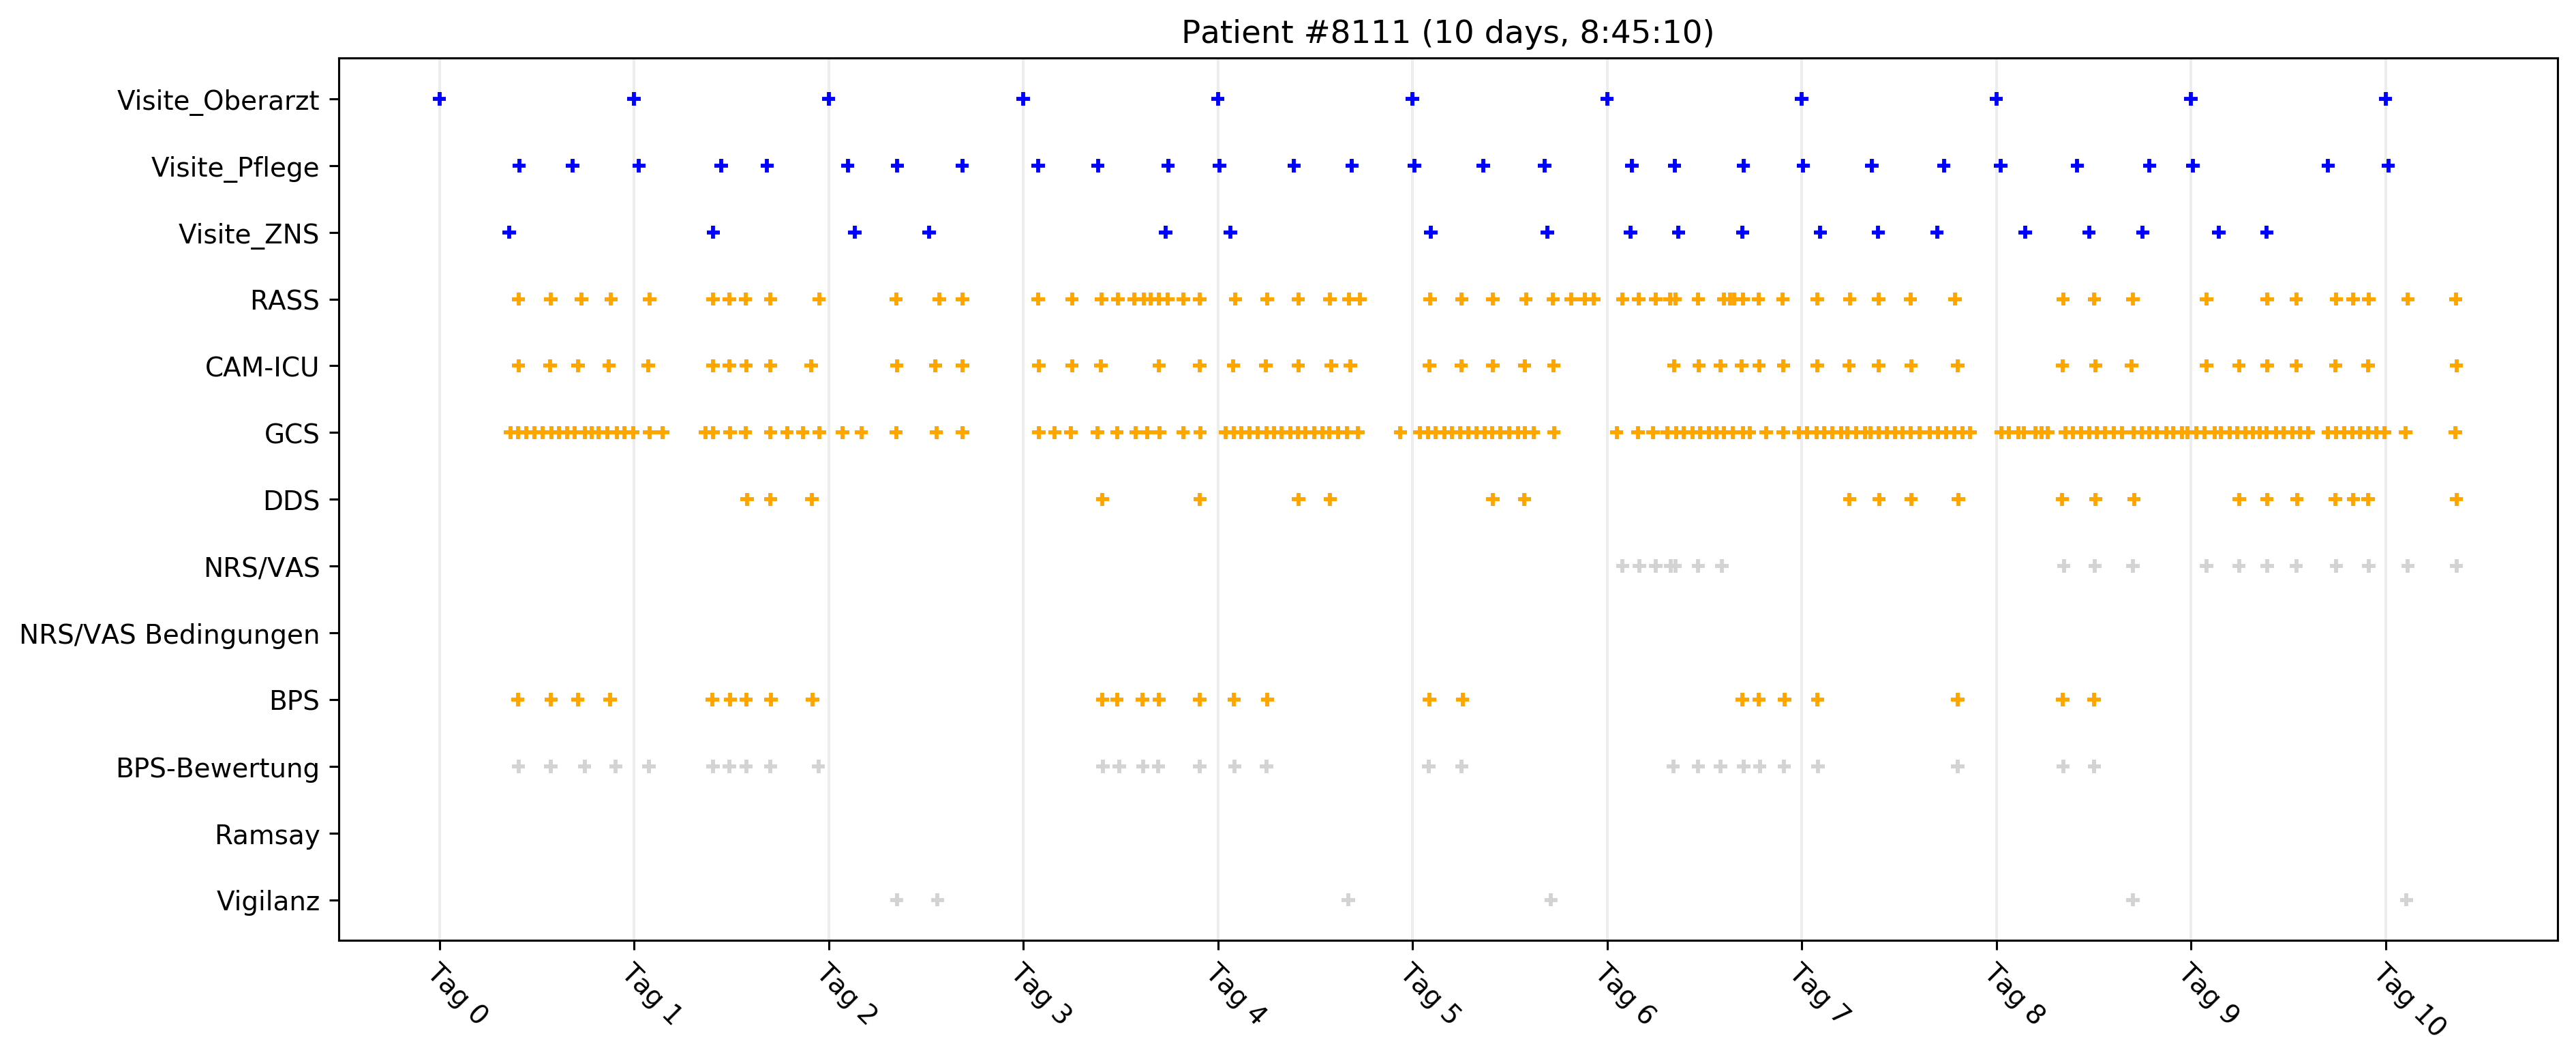 Patient #8111 (10 days, 8:45:10)
Visite_Oberarzt
Visite_Pflege
Visite_ZNS
RASS
CAM-ICU
GCS
DDS
NRS/VAS
NRS/VAS Bedingungen
BPS
BPS-Bewertung
Ramsay
Vigilanz
Tag 0
Tag 1
Tag 2
Tag 3
Tag 4
Tag 5
Tag 6
Tag 7
Tag 8
Tag 9
Tag 10